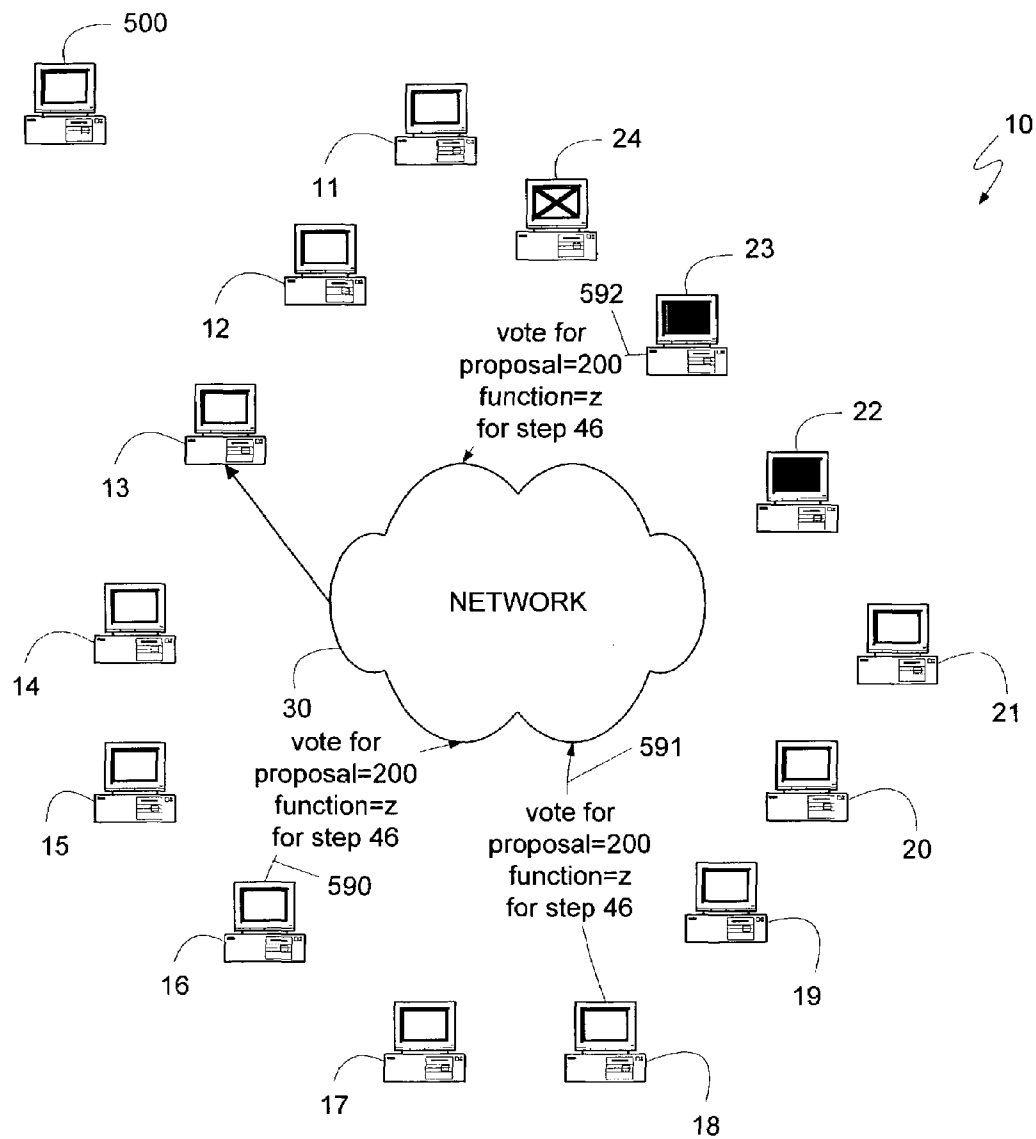 500
10
11
24
12
23
592
vote for
proposal=200
function=z
for step 46
22
13
NETWORK
14
21
30
vote for
proposal=200
function=z
for step 46
591
vote for
proposal=200
function=z
for step 46
15
20
590
16
19
17
18